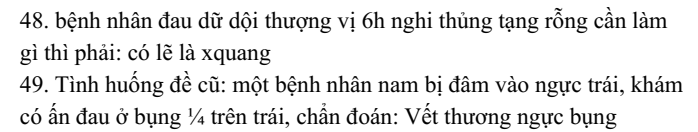 48. bệnh nhân đau dữ dội thượng vị 6h nghi thủng tạng rỗng cần làm
gì thì phải: có lẽ là xquang
49. Tình huống đề cũ: một bệnh nhân nam bị đâm vào ngực trái, khám
có ấn đau ở bụng ¼ trên trái, chẩn đoán: Vết thương ngực bụng